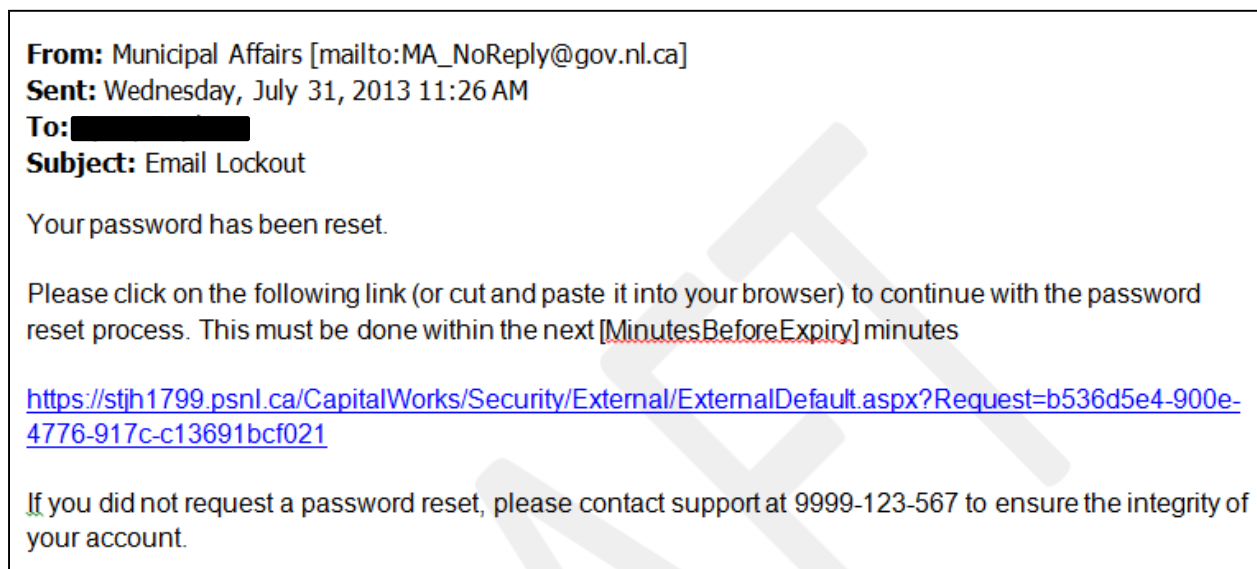 From: Municipal Affairs [mailto:MA_NoReply@gov.nl.ca]
Sent: Wednesday, July 31, 2013 11:26 AM
To:
Subject: Email Lockout
Your password has been reset.
Please click on the following link (or cut and paste it into your browser) to continue with the password
reset process. This must be done within the next [MinutesBeforeExpiry] minutes
https://stjh1799.psnl.ca/CapitalWorks/Security/External/ExternalDefault.aspx?Request=b536d5e4-900e-
4776-917c-c13691bcf021
If you did not request a password reset, please contact support at 9999-123-567 to ensure the integrity of
your account.